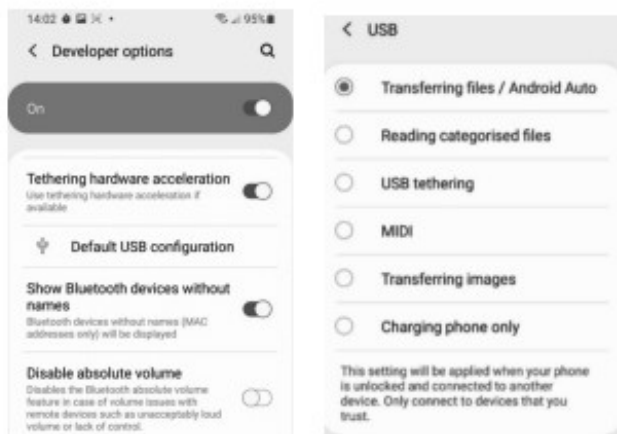 14:02
95%
Developer options
On
Tethering hardware acceleration
Use tethering hardware acceleration if
available
Default USB configuration
Show Bluetooth devices without
names
Bluetooth devices without names (MAC
addresses only) will be displayed
Disable absolute volume
Disables the Bluetooth absolute volume
feature in case of volume issues with
remote devices such as unacceptably loud
volume or lack of control.
USB
Transferring files / Android Auto
Reading categorised files
USB tethering
MIDI
Transferring images
Charging phone only
This setting will be applied when your phone
is unlocked and connected to another
device. Only connect to devices that you
trust.